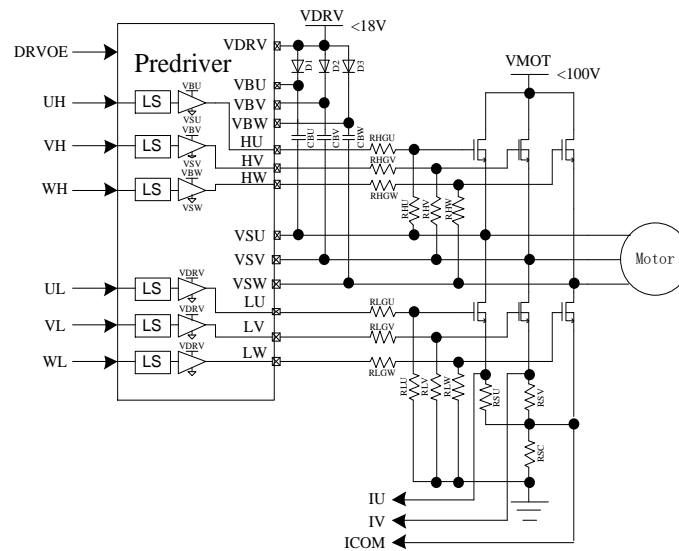 VDRV
<18V
DRVOE
VDRV
Predriver
D1
D2
D3
VMOT
<100V
VBU
UH
LS
VBU
VSU
VBV
VBW
CBU
CBV
CBW
HU
RHGU
VH
LS
VBV
VSV
HV
RHGV
WH
LS
VBW
VSW
HW
RHGW
RHU
RHV
RHW
VSU
VSV
Motor
VSW
UL
LS
VDRV
LU
RLGU
VL
LS
VDRV
LV
RLGV
WL
LS
VDRV
LW
RLGW
RLU
RLV
RLW
RSU
RSV
RSC
IU
IV
ICOM